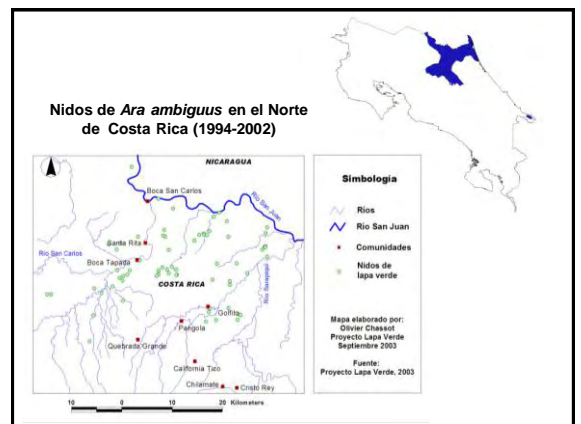 Nidos de Ara ambiguus en el Norte
de Costa Rica (1994-2002)
NICARAGUA
Boca San Carlos
Río San Juan
Santa Rita
Río San Carlos
Boca Tapada
COSTA RICA
Río Sarapiquí
Golfito
Pangola
Quebrada Grande
California Tico
Chilamate
Cristo Rey
10 0 10 20 Kilometers
Simbología
Ríos
Río San Juan
Comunidades
Nidos de
lapa verde
Mapa elaborado por:
Olivier Chassot
Proyecto Lapa Verde
Septiembre 2003
Fuente:
Proyecto Lapa Verde, 2003